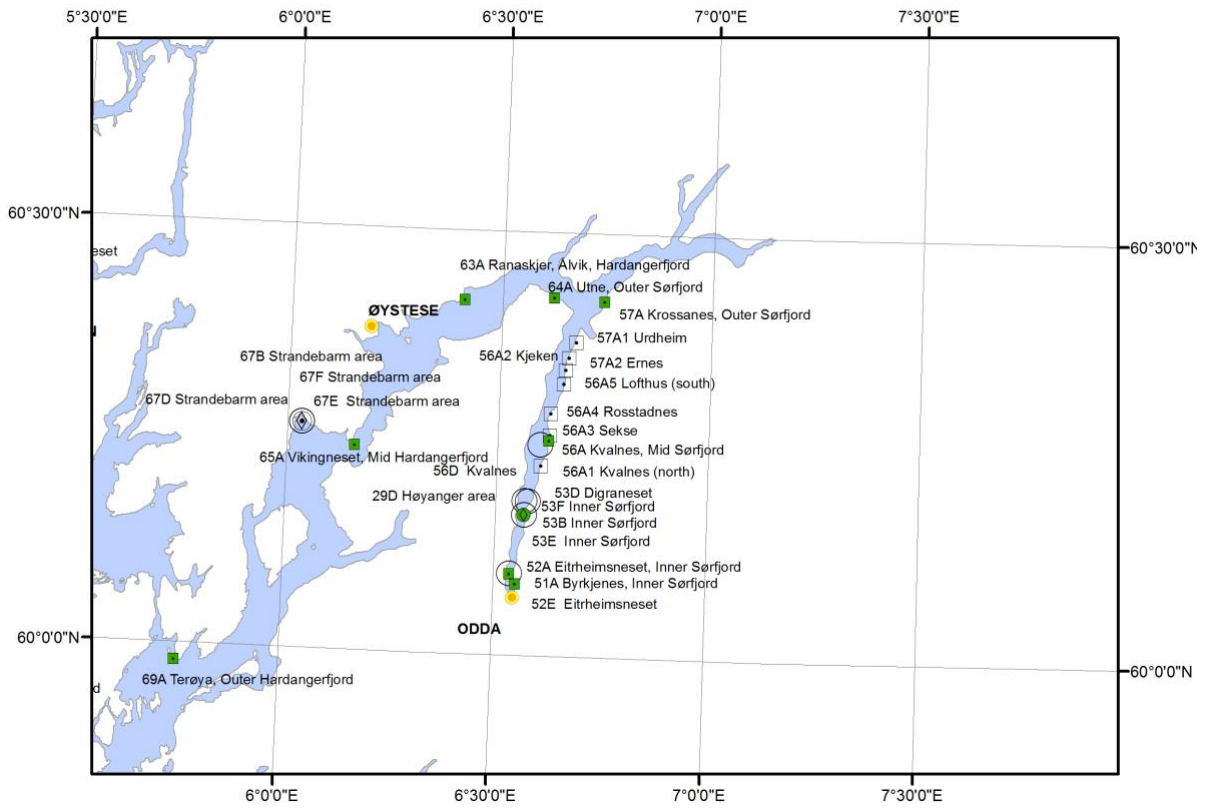 5°30'0"E 6°0'0"E 6°30'0"E 7°0'0"E 7°30'0"E
60°30'0"N
eset
60°30'0"N
63A Ranaskjer, Ålvik, Hardangerfjord
64A Utne, Outer Sørfjord
ØYSTESE
57A Krossanes, Outer Sørfjord
57A1 Urdheim
67B Strandebarm area
56A2 Kjeken
57A2 Ernes
67F Strandebarm area
56A5 Lofthus (south)
67D Strandebarm area
67E Strandebarm area
56A4 Rosstadnes
56A3 Sekse
56A Kvalnes, Mid Sørfjord
65A Vikingneset, Mid Hardangerfjord
56D Kvalnes
56A1 Kvalnes (north)
53D Digraneset
29D Høyanger area
53F Inner Sørfjord
53B Inner Sørfjord
53E Inner Sørfjord
52A Eitrheimsneset, Inner Sørfjord
51A Byrkjenes, Inner Sørfjord
52E Eitrheimsneset
ODDA
60°0'0"N
60°0'0"N
69A Terøya, Outer Hardangerfjord
d
6°0'0"E 6°30'0"E 7°0'0"E 7°30'0"E